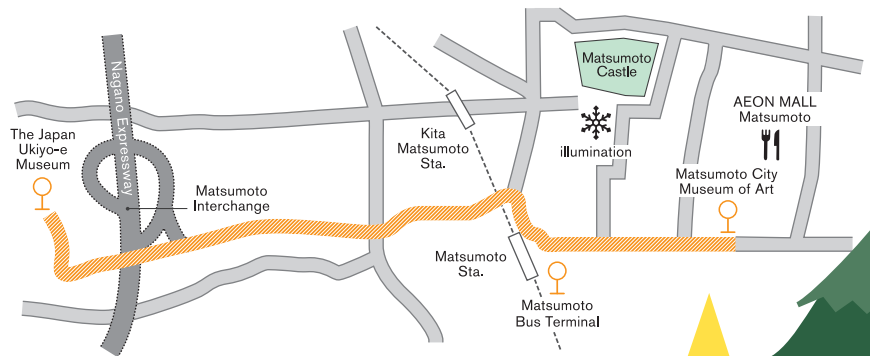 Nagano Expressway
The Japan
Ukiyo-e
Museum
Matsumoto
Interchange
Kita
Matsumoto
Sta.
Matsumoto
Castle
illumination
AEON MALL
Matsumoto
Matsumoto City
Museum of Art
Matsumoto
Sta.
Matsumoto
Bus Terminal